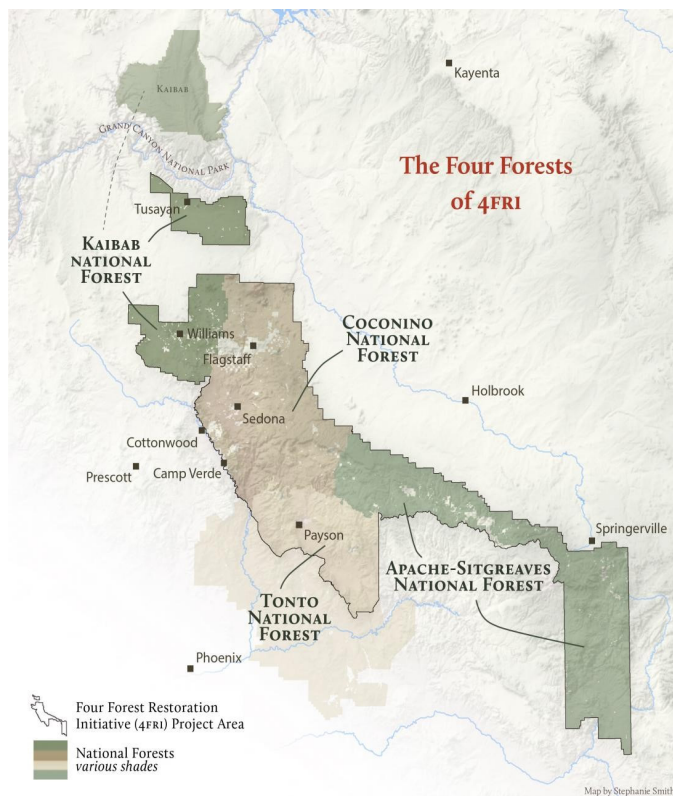 Kayenta
KAIBAB
GRAND CANYON NATIONAL PARK
The Four Forests
of 4FRI
Tusayan
KAIBAB
NATIONAL
FOREST
Williams
Flagstaff
COCONINO
NATIONAL
FOREST
Holbrook
Sedona
Cottonwood
Prescott
Camp Verde
Payson
Springerville
APACHE-SITGREAVES
NATIONAL FOREST
TONTO
NATIONAL
FOREST
Phoenix
Four Forest Restoration
Initiative (4FRI) Project Area
National Forests
various shades
Map by Stephanie Smith